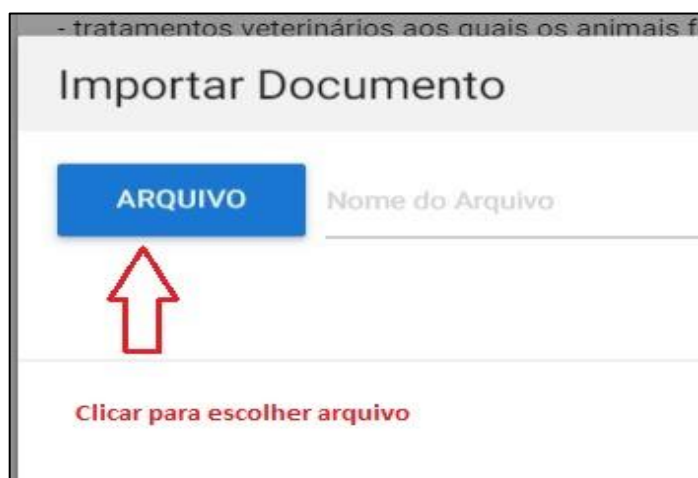 - tratamentos veterinários aos quais os animais
Importar Documento
ARQUIVO
Nome do Arquivo
Clicar para escolher arquivo